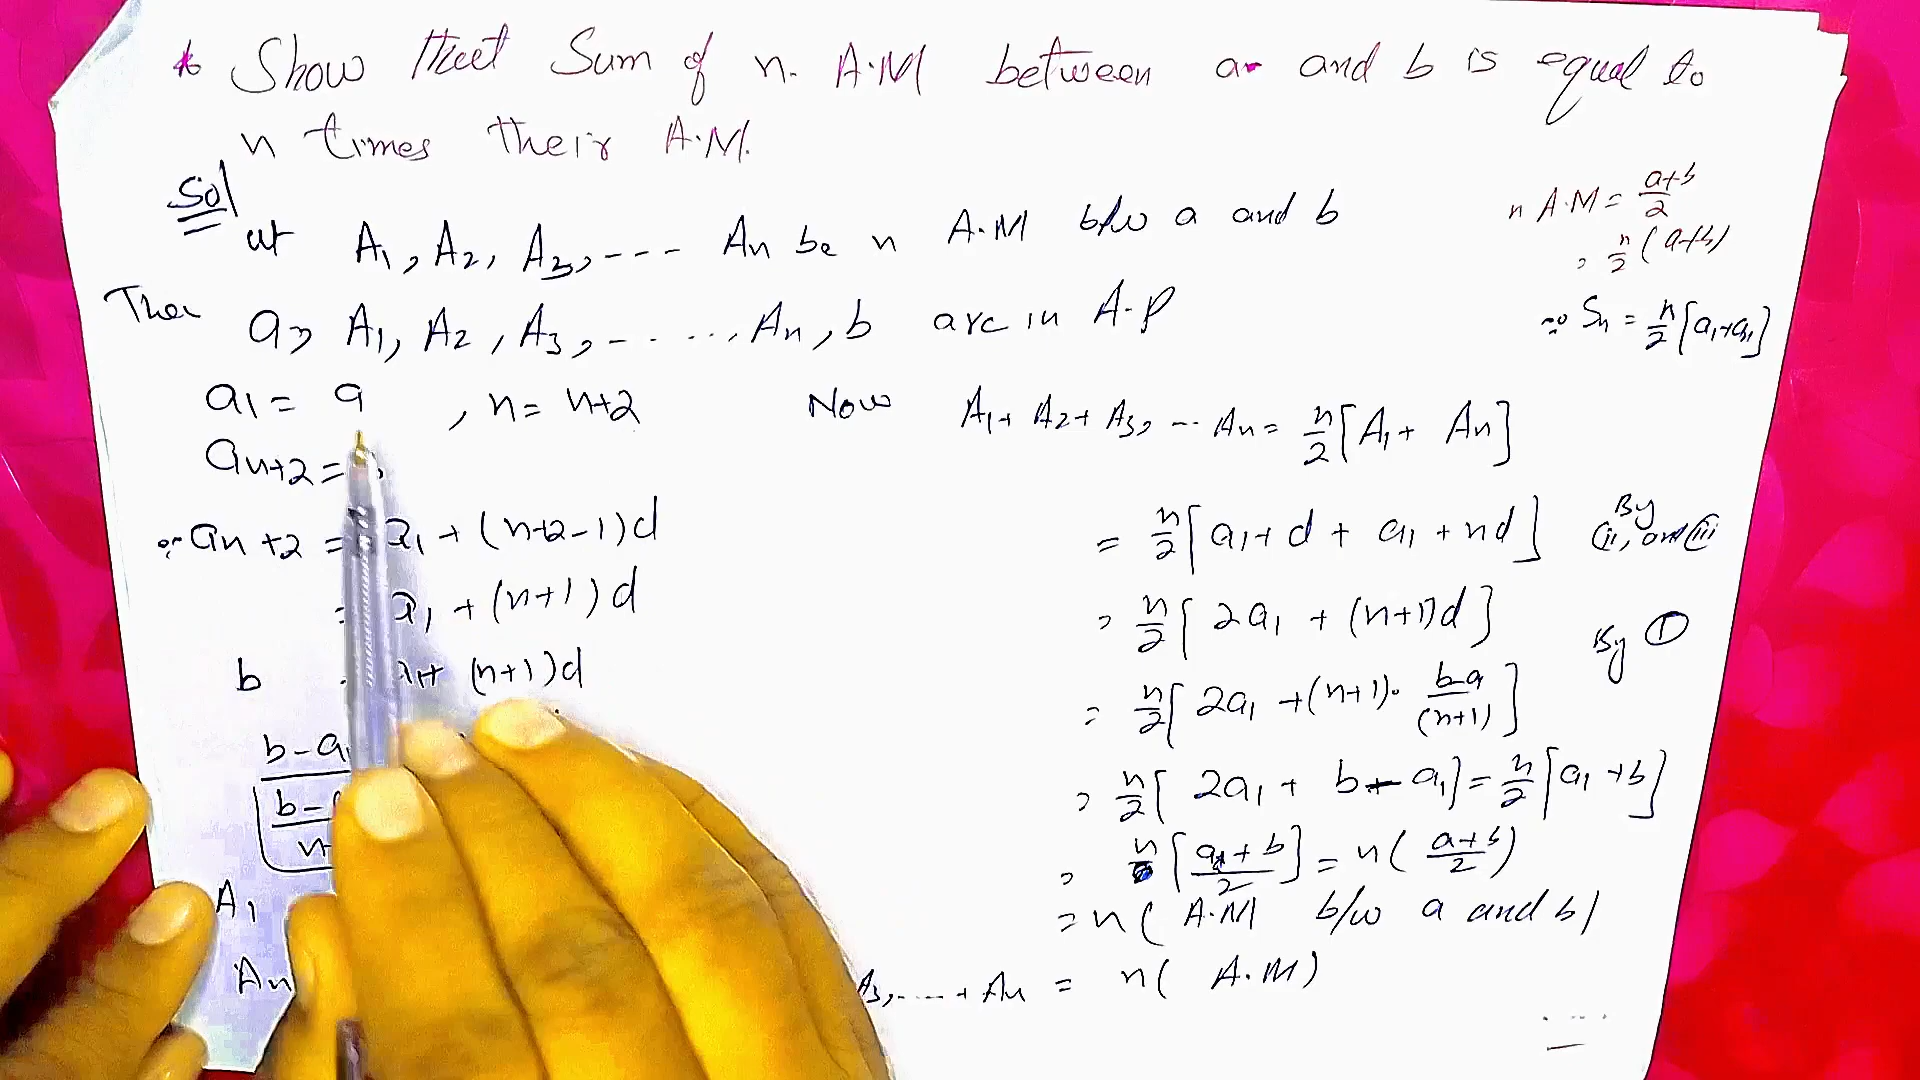 * Show that Sum of n. A.M between a and b is equal to
n times their A.M.
Sol
let A1, A2, A3, --- An be n A.M b/w a and b
Then a, A1, A2, A3, - . . . . . . An, b are in A.P
a1 = a , n = n+2
an+2 =
∵ an+2 = a1 + (n+2-1)d
= a1 + (n+1)d
b = a1+ (n+1)d
b-a1
b-
n+
A1
An
n A.M = a+b/2
, n/2 (a+b)
∵ Sn = n/2 [a1+an]
Now A1+ A2+ A3, -- An = n/2 [A1+ An]
= n/2 [a1+d + a1+nd] By (ii, and iii
, n/2 [2a1 + (n+1)d] By ①
= n/2 [2a1 +(n+1). b-a/(n+1)]
, n/2 [2a1 + b-a1] = n/2 [a1+b]
, n [a1+b/2] = n(a+b/2)
= n( A.M b/w a and b)
A3, ---- + An = n( A.M)